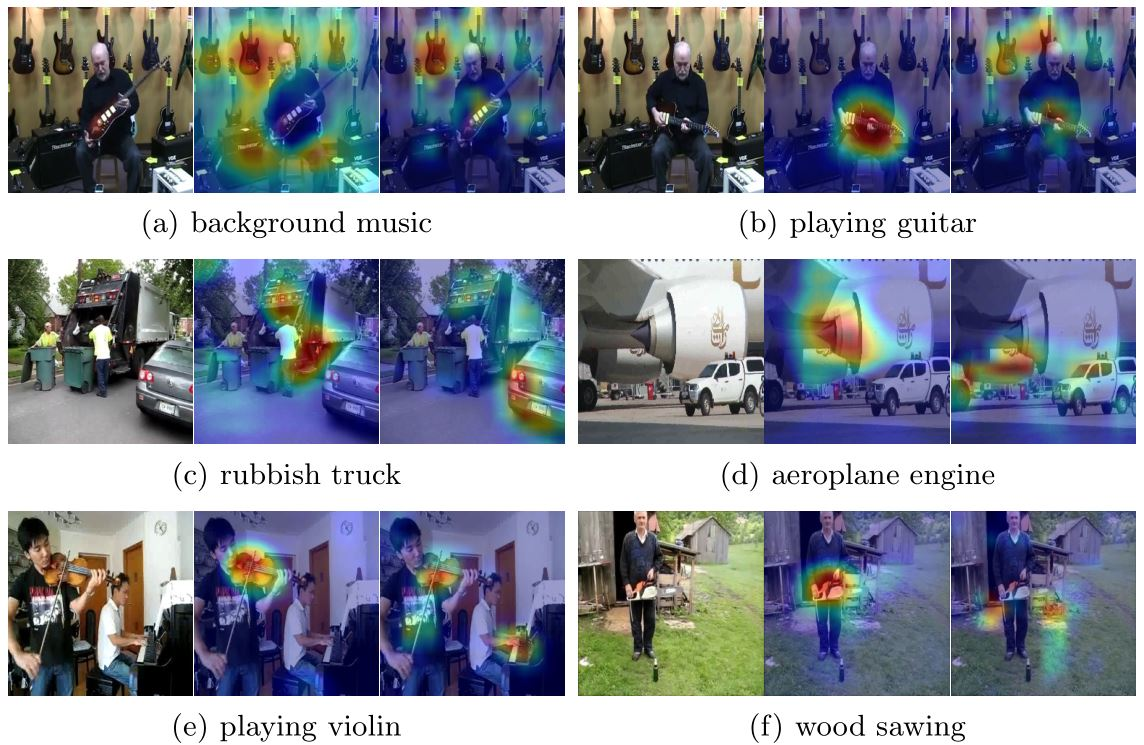 (a) background music
(b) playing guitar
(c) rubbish truck
(d) aeroplane engine
(e) playing violin
(f) wood sawing